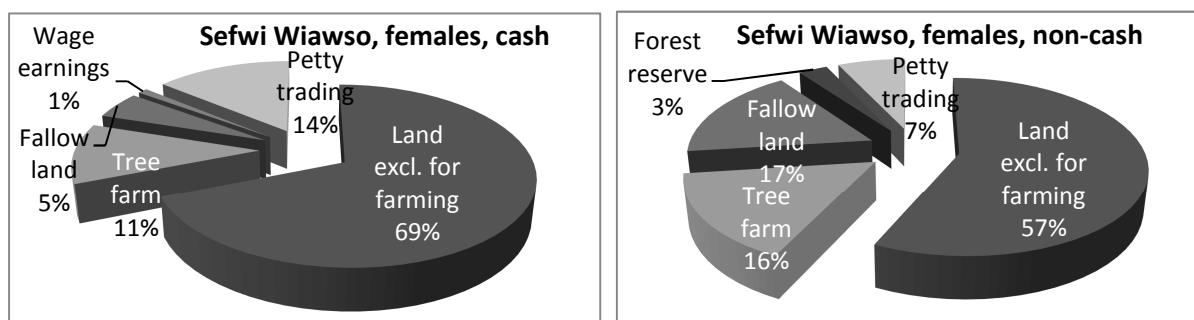 Sefwi Wiawso, females, cash
Wage
earnings
1%
Petty
trading
14%
Fallow
land
5%
Tree
farm
11%
Land
excl. for
farming
69%
Sefwi Wiawso, females, non-cash
Forest
reserve
3%
Petty
trading
7%
Fallow
land
17%
Tree
farm
16%
Land
excl. for
farming
57%